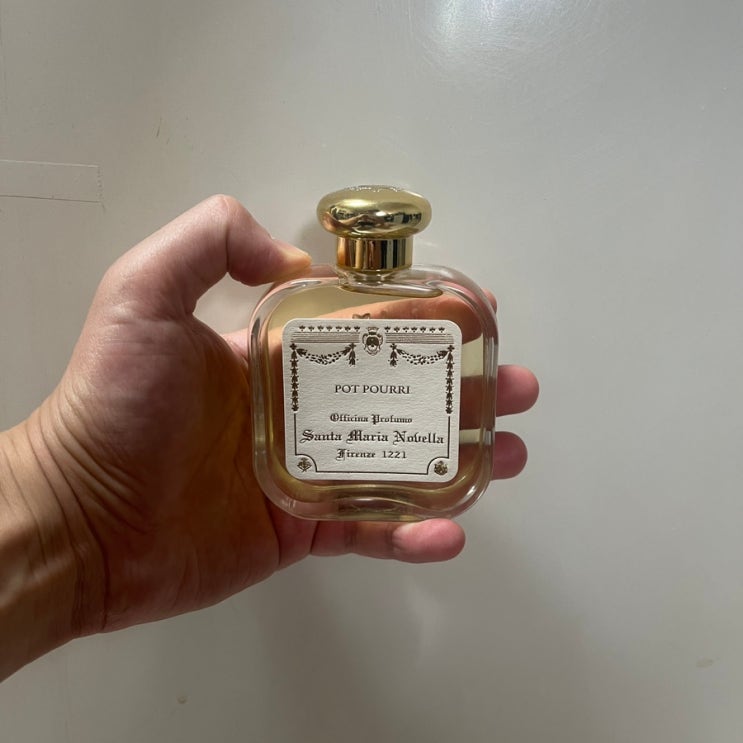 POT POURRI
Officina Profumo
Santa Maria Novella
Firenze 1221